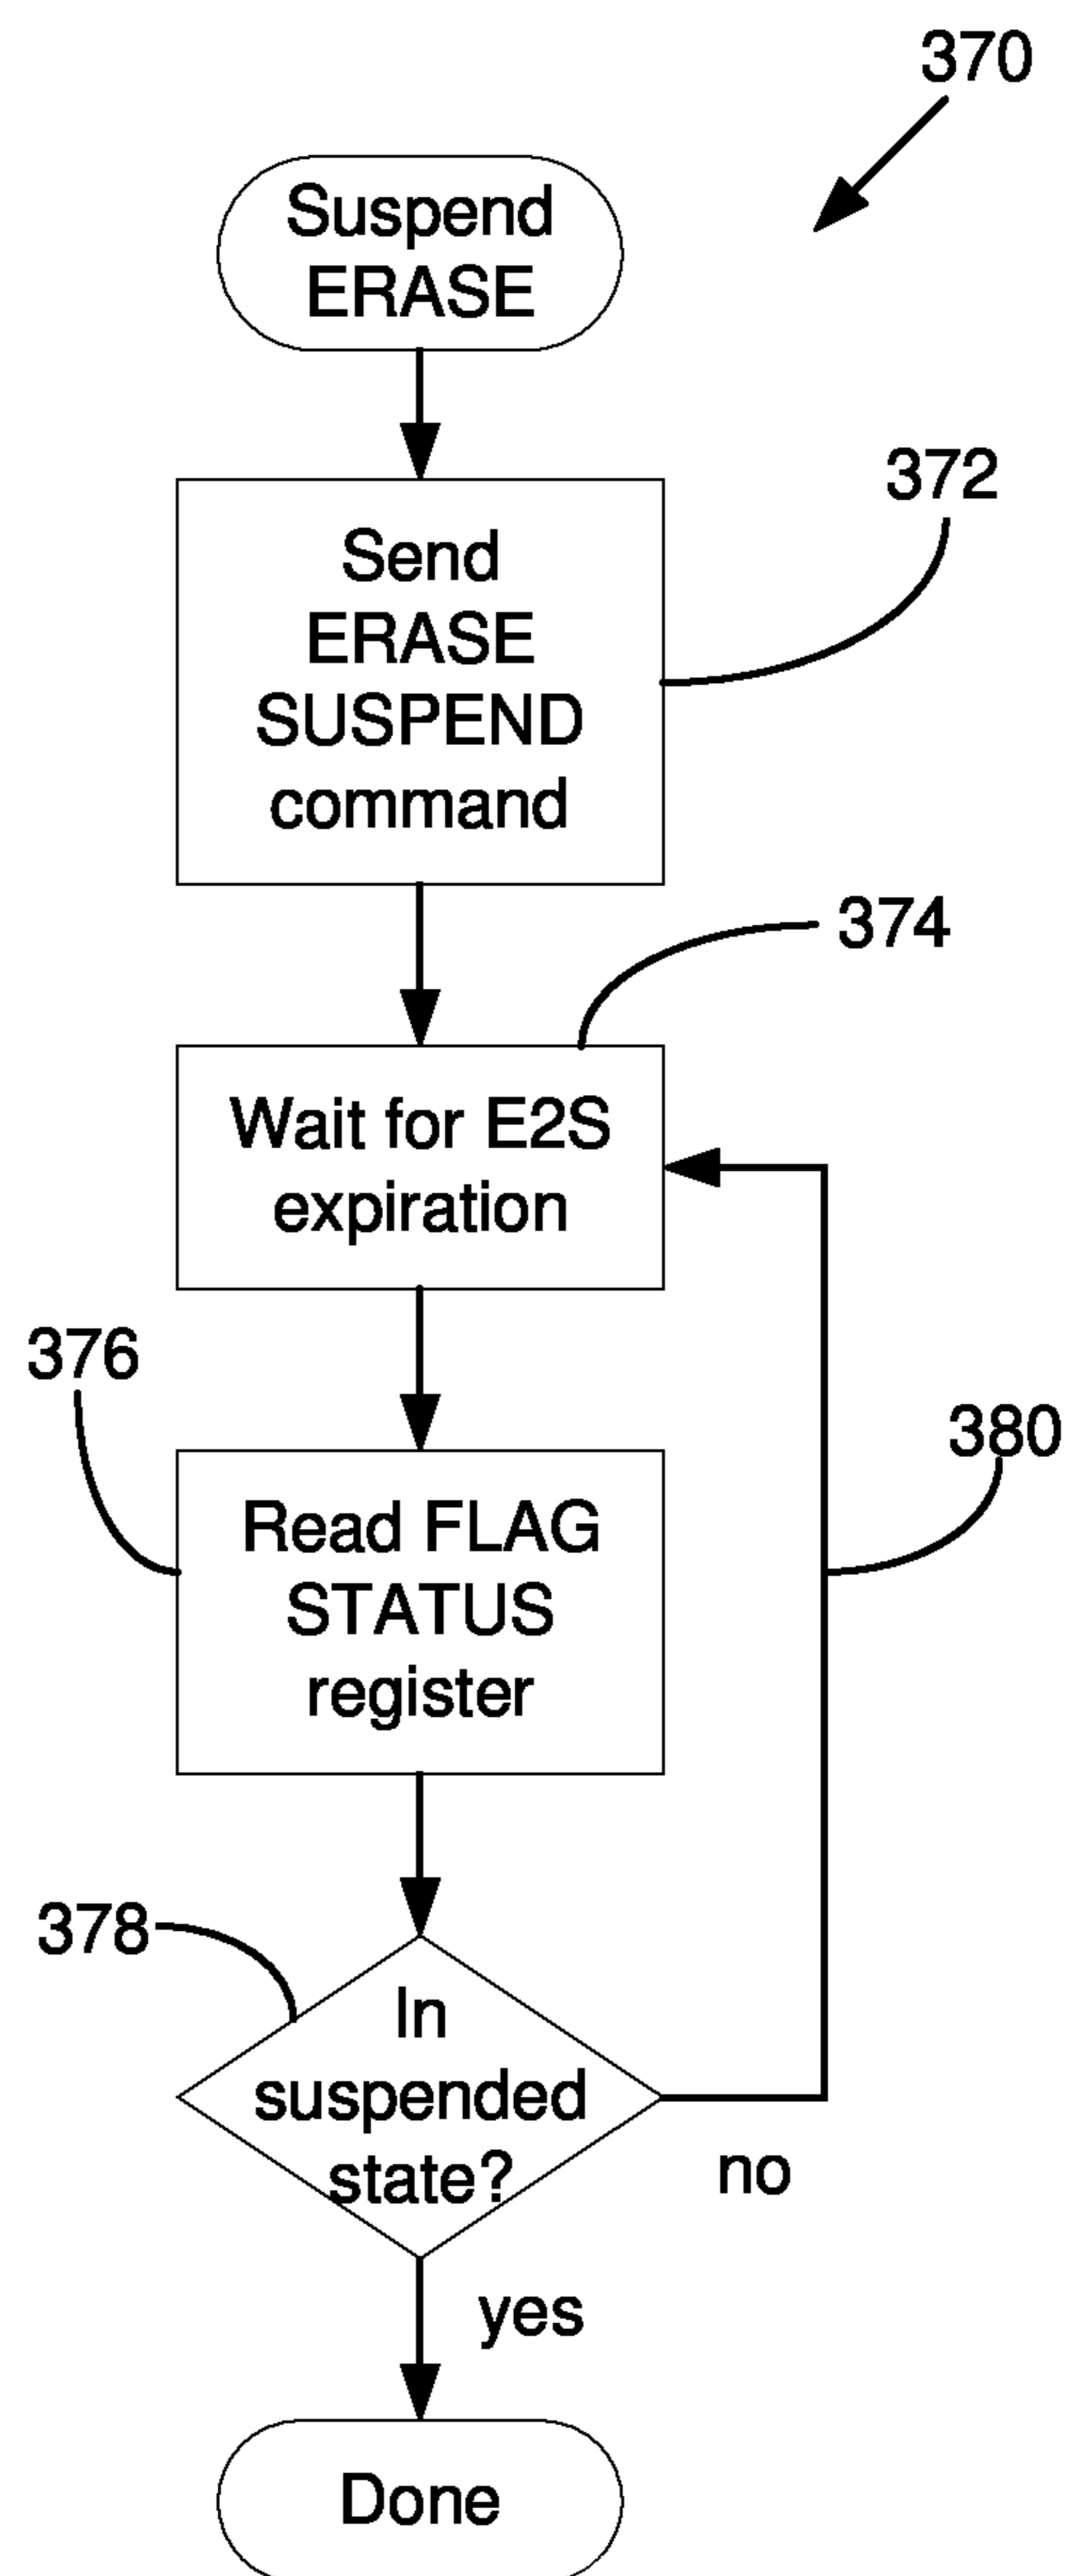 370
Suspend
ERASE
372
Send
ERASE
SUSPEND
command
374
Wait for E2S
expiration
376
380
Read FLAG
STATUS
register
378
In
suspended
state?
no
yes
Done